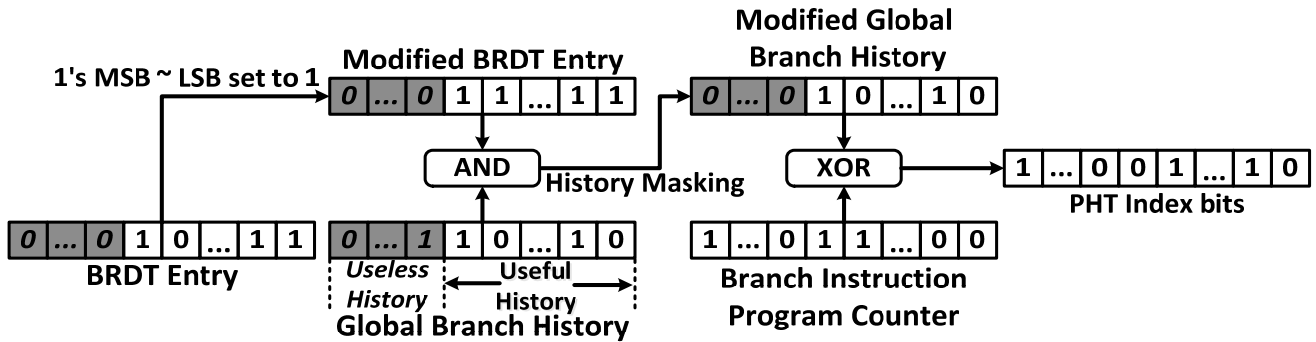 Modified Global
Branch History
Modified BRDT Entry
1's MSB ~ LSB set to 1
0 ... 0 1 1 ... 1 1
0 ... 0 1 0 ... 1 0
AND
XOR
History Masking
1 ... 0 0 1 ... 1 0
PHT Index bits
0 ... 0 1 0 ... 1 1
0 ... 1 1 0 ... 1 0
1 ... 0 1 1 ... 0 0
BRDT Entry
Useless
History
Useful
History
Global Branch History
Branch Instruction
Program Counter